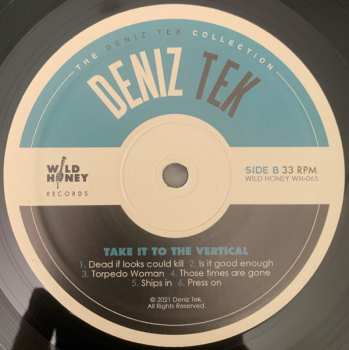 THE DENIZ TEK COLLECTION
DENIZ TEK
WILD HONEY
RECORDS
SIDE B 33 RPM
WILD HONEY WH-065
TAKE IT TO THE VERTICAL
1. Dead if looks could kill 2. Is it good enough
3. Torpedo Woman 4. Those times are gone
5. Ships in 6. Press on
© 2021 Deniz Tek.
All Rights Reserved.